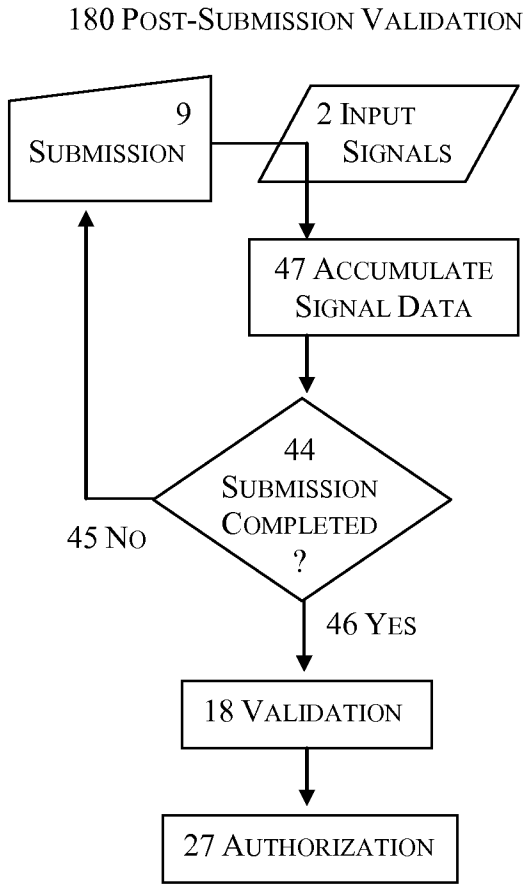 180 POST-SUBMISSION VALIDATION
9
SUBMISSION
2 INPUT
SIGNALS
47 ACCUMULATE
SIGNAL DATA
44
SUBMISSION
COMPLETED
?
45 NO
46 YES
18 VALIDATION
27 AUTHORIZATION